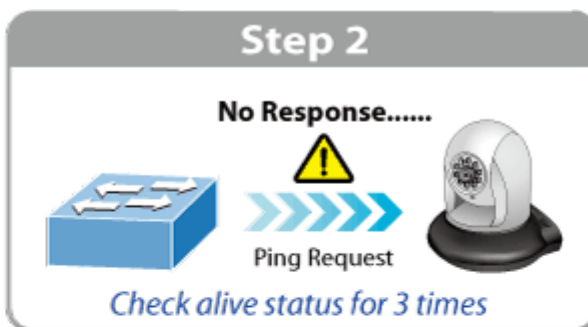 Step 2
No Response......
Ping Request
Check alive status for 3 times